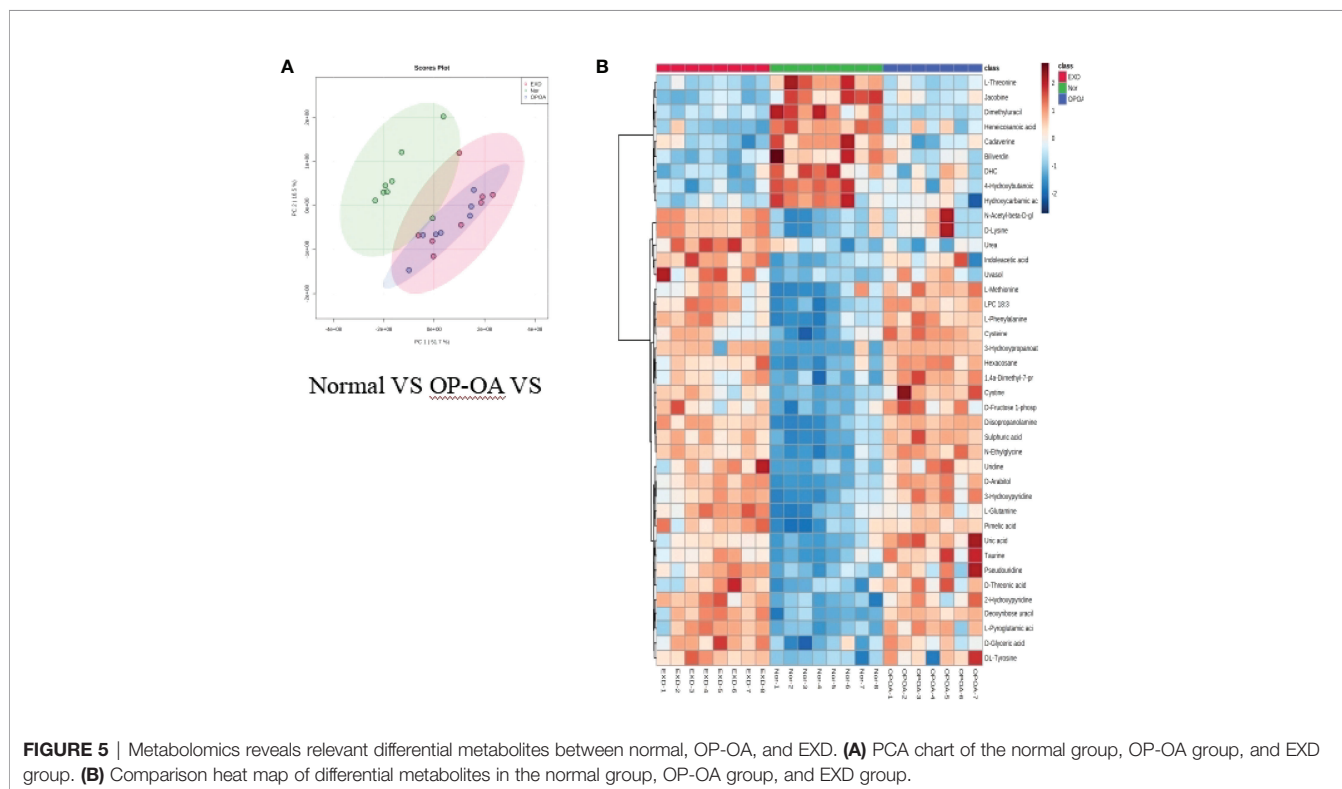 A
B
Scores Plot
EXD
Nor
OPOA
PC 1
Normal VS OP-OA VS
class
class
EXD
Nor
OPOA
2
1
0
-1
-2
L-Threonine
Jacobine
Dimethyluracil
Heneicosanoic acid
Cadaverine
Biliverdin
DHC
4-Hydroxybutanoic
Hydroxycarbamic ac
N-Acetyl-beta-D-gl
D-Lysine
Urea
Indoleacetic acid
Uvasol
L-Methionine
LPC 18:3
L-Phenylalanine
Cysteine
3-Hydroxypropanoat
Hexacosane
1,4a-Dimethyl-7-pr
Cystine
D-Fructose 1-phosp
Diisopropanolamine
Sulphuric acid
N-Ethylglycine
Uridine
D-Arabitol
3-Hydroxypyridine
L-Glutamine
Pimelic acid
Uric acid
Taurine
Pseudouridine
D-Threonic acid
2-Hydroxypyridine
Deoxyribose uracil
L-Pyroglutamic aci
D-Glyceric acid
DL-Tyrosine
EXD-1
EXD-2
EXD-3
EXD-4
EXD-5
EXD-6
EXD-7
EXD-8
Nor-1
Nor-2
Nor-3
Nor-4
Nor-5
Nor-6
Nor-7
Nor-8
OPOA-1
OPOA-2
OPOA-3
OPOA-4
OPOA-5
OPOA-6
OPOA-7
FIGURE 5 | Metabolomics reveals relevant differential metabolites between normal, OP-OA, and EXD. (A) PCA chart of the normal group, OP-OA group, and EXD
group. (B) Comparison heat map of differential metabolites in the normal group, OP-OA group, and EXD group.